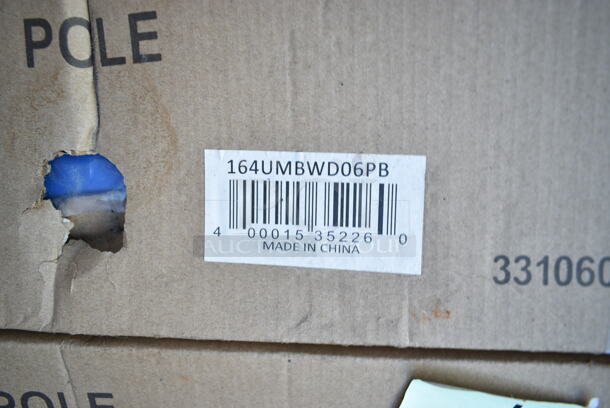 POLE
164UMBWD06PB
4 00015 35226 0
MADE IN CHINA
331060
POLE